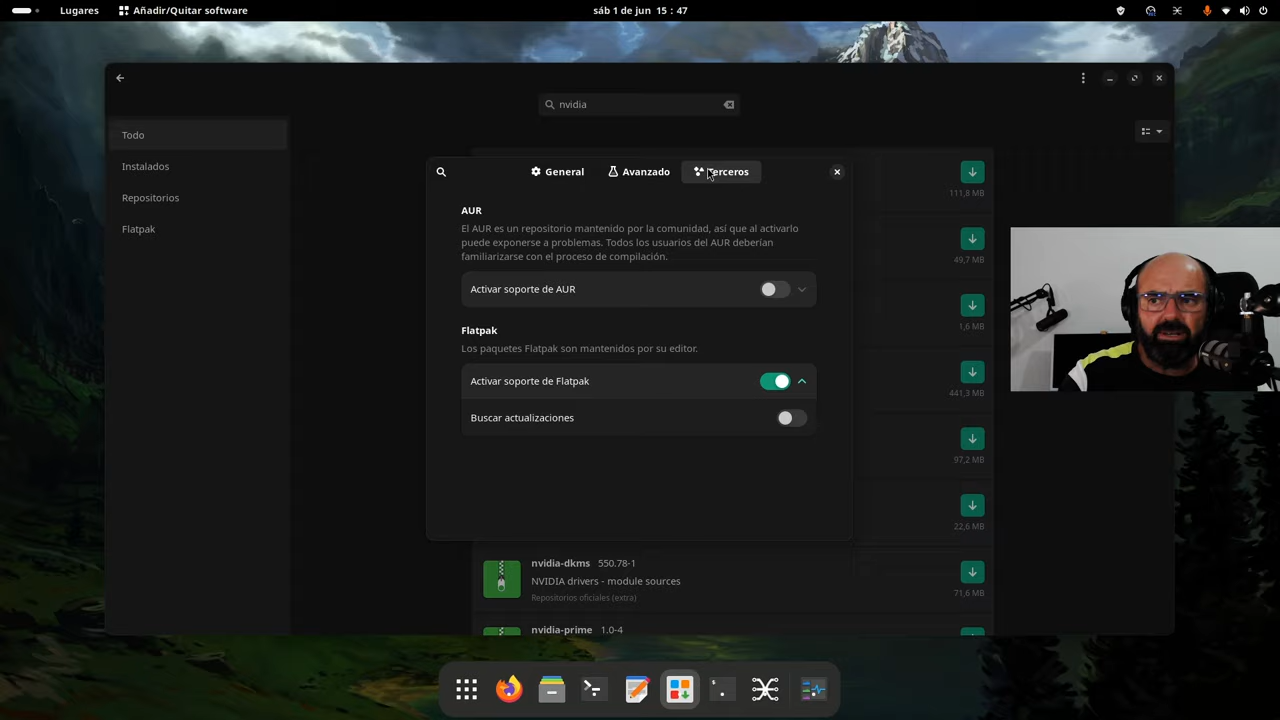 Lugares
Añadir/Quitar software
sáb 1 de jun 15 : 47
nvidia
Todo
Instalados
Repositorios
Flatpak
General
Avanzado
Terceros
AUR
El AUR es un repositorio mantenido por la comunidad, así que al activarlo
puede exponerse a problemas. Todos los usuarios del AUR deberían
familiarizarse con el proceso de compilación.
Activar soporte de AUR
Flatpak
Los paquetes Flatpak son mantenidos por su editor.
Activar soporte de Flatpak
Buscar actualizaciones
111,8 MB
49,7 MB
1,6 MB
441,3 MB
97,2 MB
22,6 MB
nvidia-dkms 550.78-1
NVIDIA drivers - module sources
Repositorios oficiales (extra)
71,6 MB
nvidia-prime 1.0-4